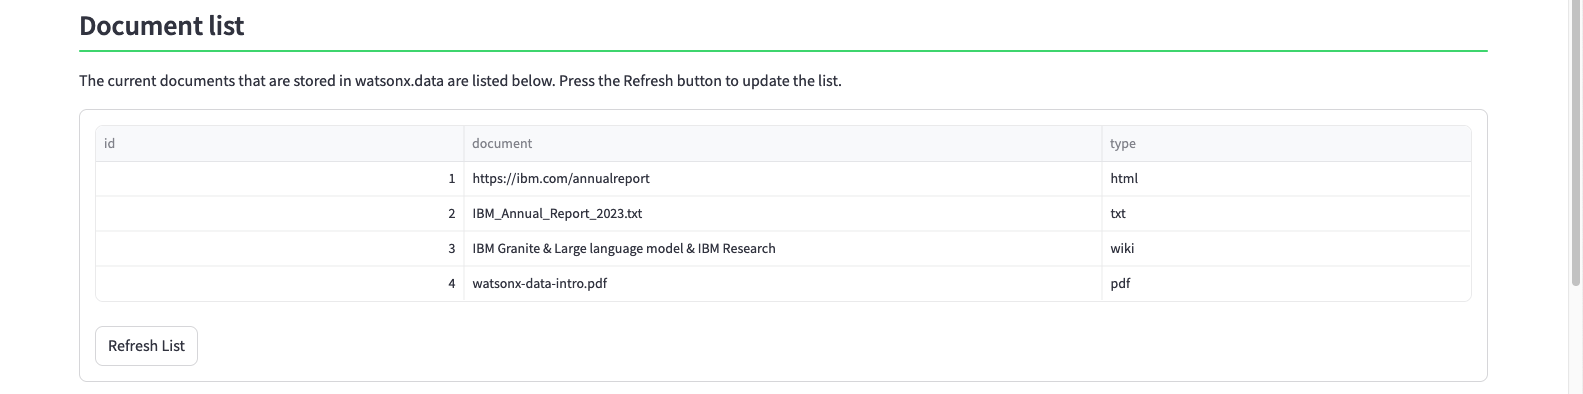 Document list
The current documents that are stored in watsonx.data are listed below. Press the Refresh button to update the list.
id document type
1 https://ibm.com/annualreport html
2 IBM_Annual_Report_2023.txt txt
3 IBM Granite & Large language model & IBM Research wiki
4 watsonx-data-intro.pdf pdf
Refresh List